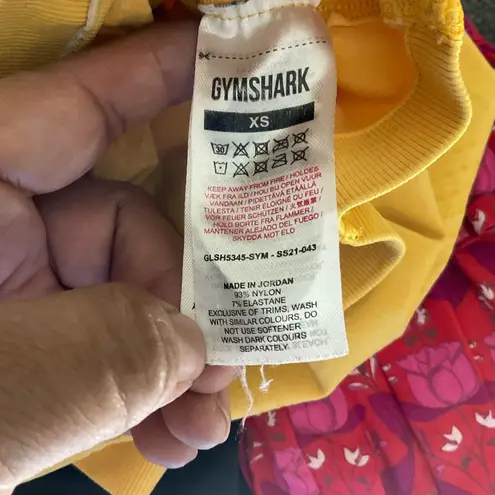 GYMSHARK
XS
30
KEEP AWAY FROM FIRE / HOLDES
VÆK FRA ILD / HOU BIJ OPEN VUUR
VANDAAN / PIDETTÄVÄ ETÄÄLLÄ
TULESTA / TENIR ÉLOIGNÉ DU FEU /
VOR FEUER SCHÜTZEN / 火気厳禁 /
HOLD BORTE FRA FLAMMER /
MANTENER ALEJADO DEL FUEGO /
SKYDDA MOT ELD
GLSH5345-SYM - SS21-043
MADE IN JORDAN
93% NYLON
7% ELASTANE
EXCLUSIVE OF TRIMS, WASH
WITH SIMILAR COLOURS, DO
NOT USE SOFTENER
WASH DARK COLOURS
SEPARATELY.